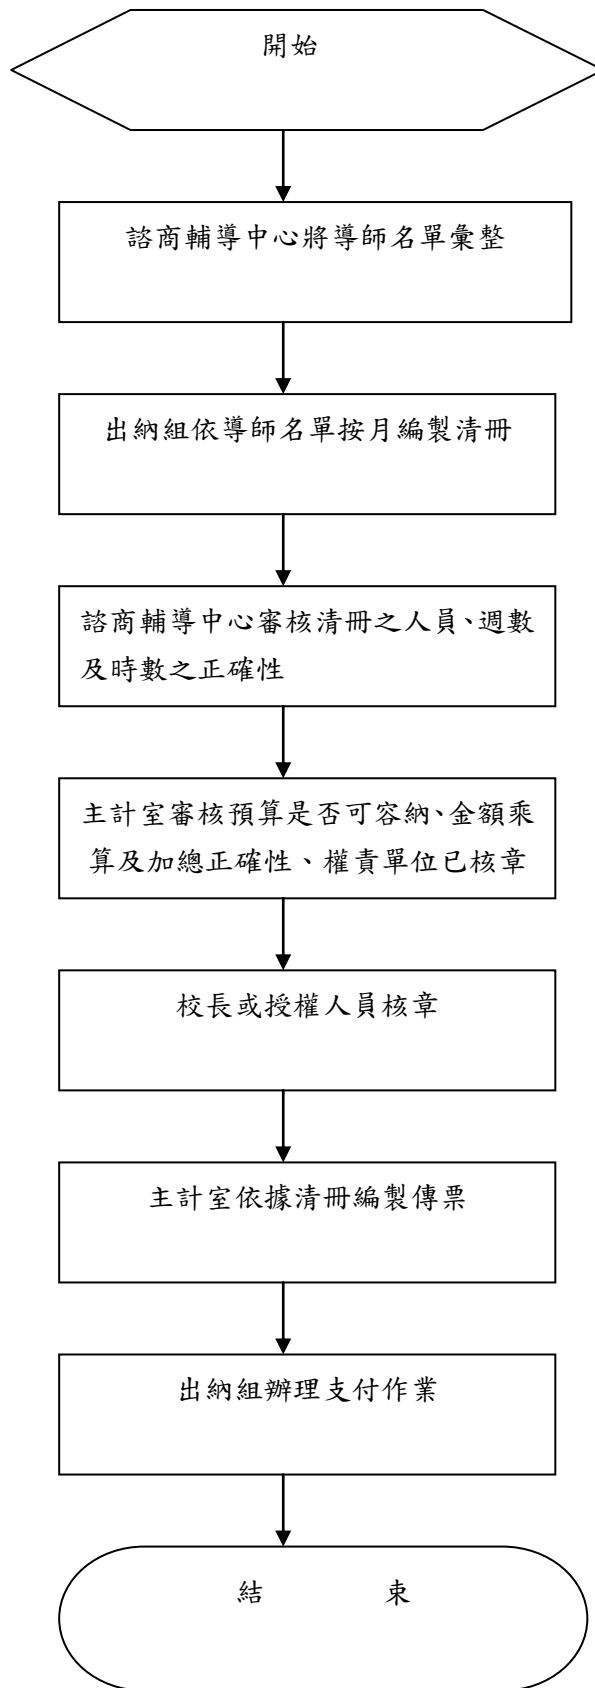 開始
諮商輔導中心將導師名單彙整
出納組依導師名單按月編製清冊
諮商輔導中心審核清冊之人員、週數
及時數之正確性
主計室審核預算是否可容納、金額乘
算及加總正確性、權責單位已核章
校長或授權人員核章
主計室依據清冊編製傳票
出納組辦理支付作業
結 束